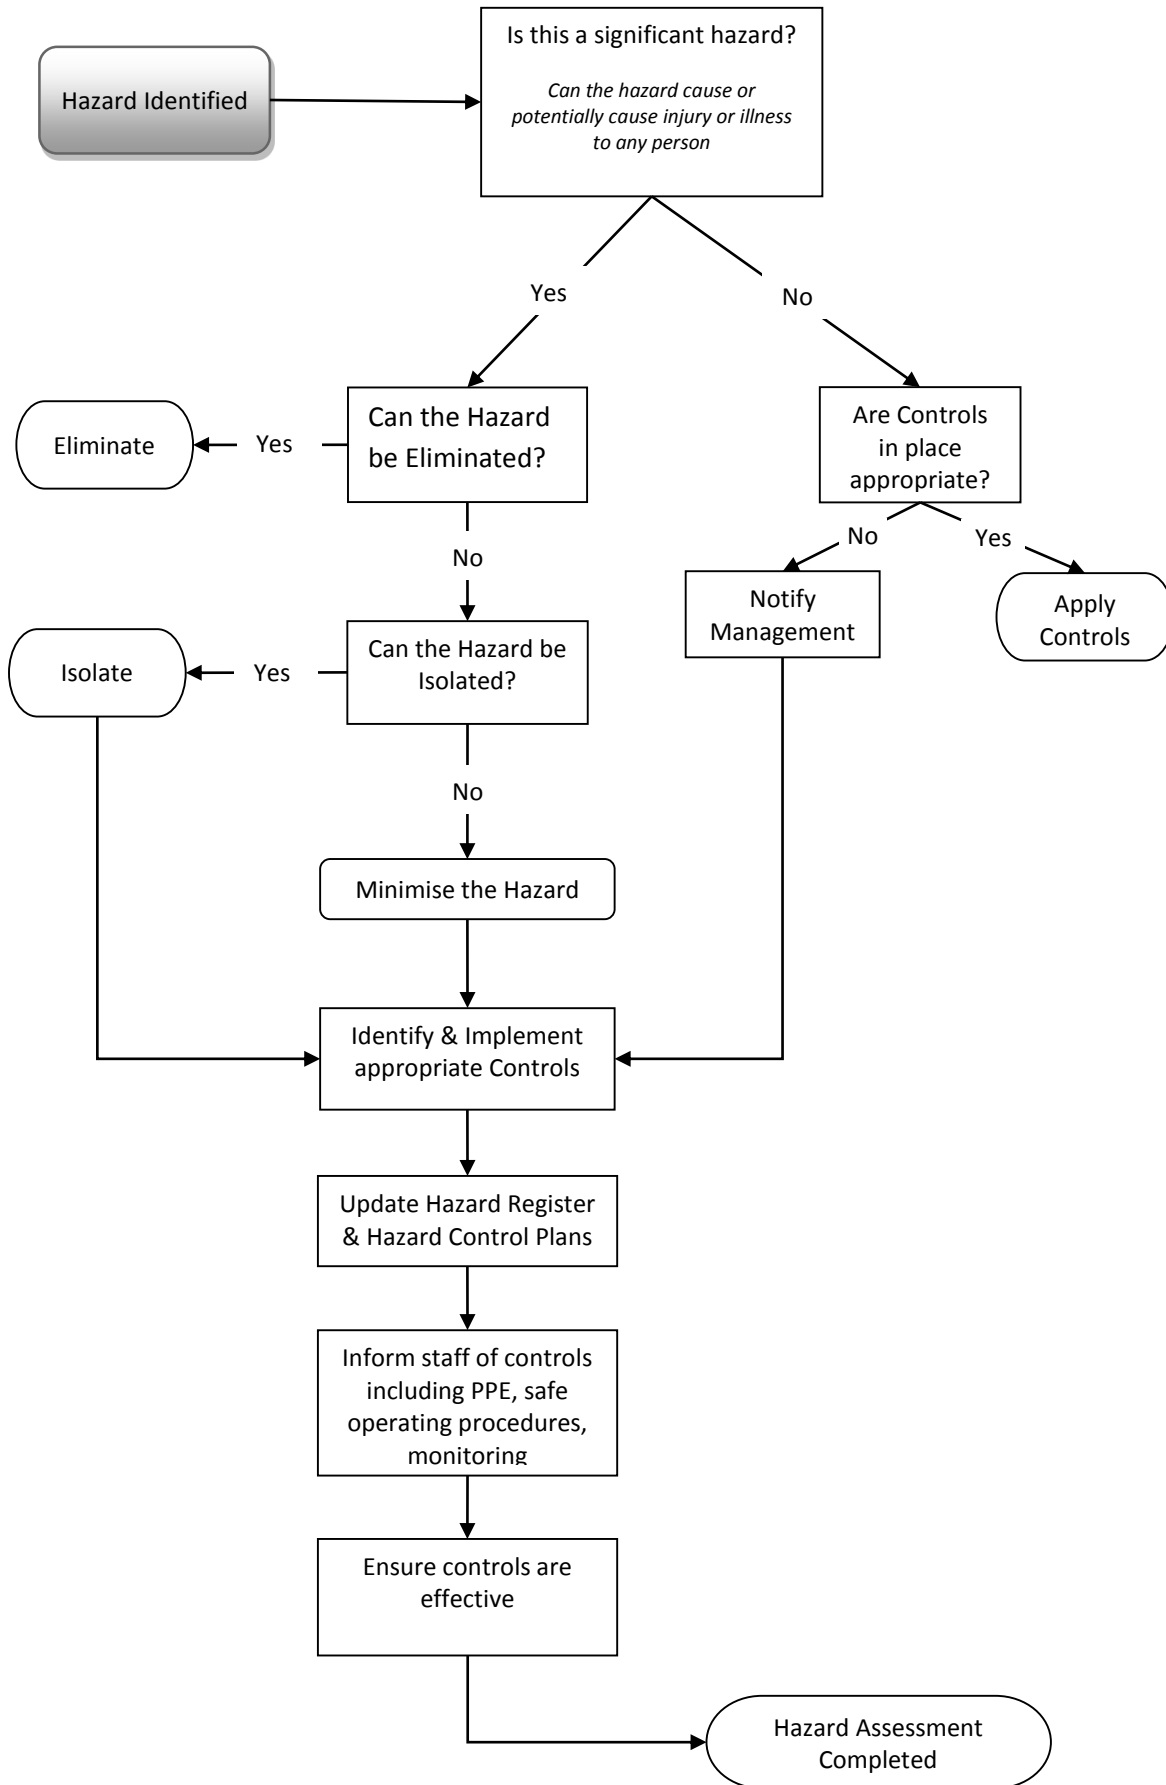 Is this a significant hazard?
Hazard Identified
Can the hazard cause or
potentially cause injury or illness
to any person
Yes
No
Can the Hazard
be Eliminated?
Yes
Eliminate
Are Controls
in place
appropriate?
No
Yes
No
Notify
Management
Apply
Controls
Can the Hazard be
Isolated?
Yes
Isolate
No
Minimise the Hazard
Identify & Implement
appropriate Controls
Update Hazard Register
& Hazard Control Plans
Inform staff of controls
including PPE, safe
operating procedures,
monitoring
Ensure controls are
effective
Hazard Assessment
Completed